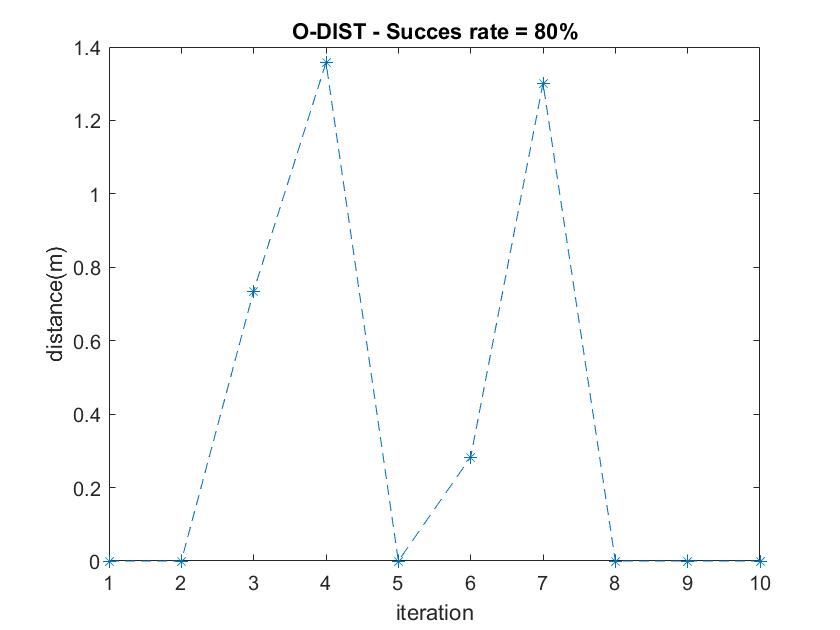 O-DIST - Succes rate = 80%
1.4
1.2
1
0.8
0.6
0.4
0.2
0
distance(m)
1 2 3 4 5 6 7 8 9 10
iteration